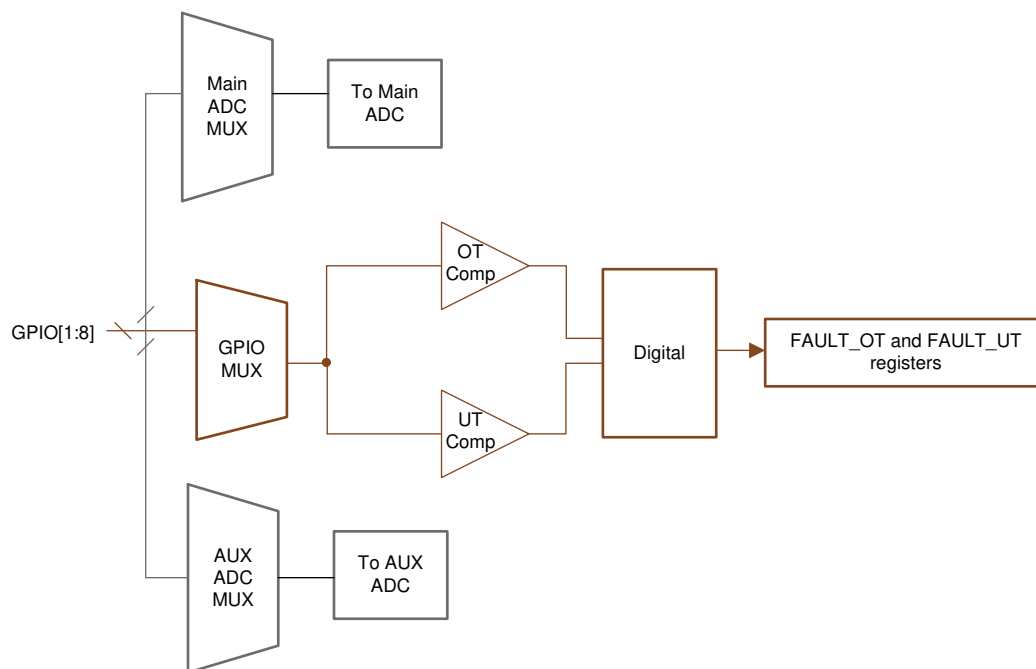 Main
ADC
MUX
To Main
ADC
OT
Comp
GPIO[1:8]
GPIO
MUX
Digital
FAULT_OT and FAULT_UT
registers
UT
Comp
AUX
ADC
MUX
To AUX
ADC